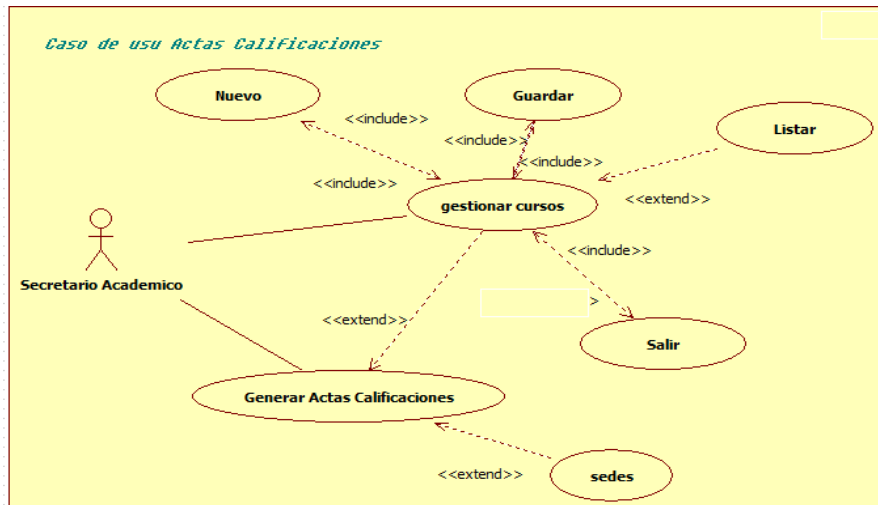 Caso de usu Actas Calificaciones
Nuevo
Guardar
Listar
<<include>>
<<include>>
<<include>>
<<include>>
<<extend>>
gestionar cursos
<<include>>
Secretario Academico
>
<<extend>>
Salir
Generar Actas Calificaciones
<<extend>>
sedes